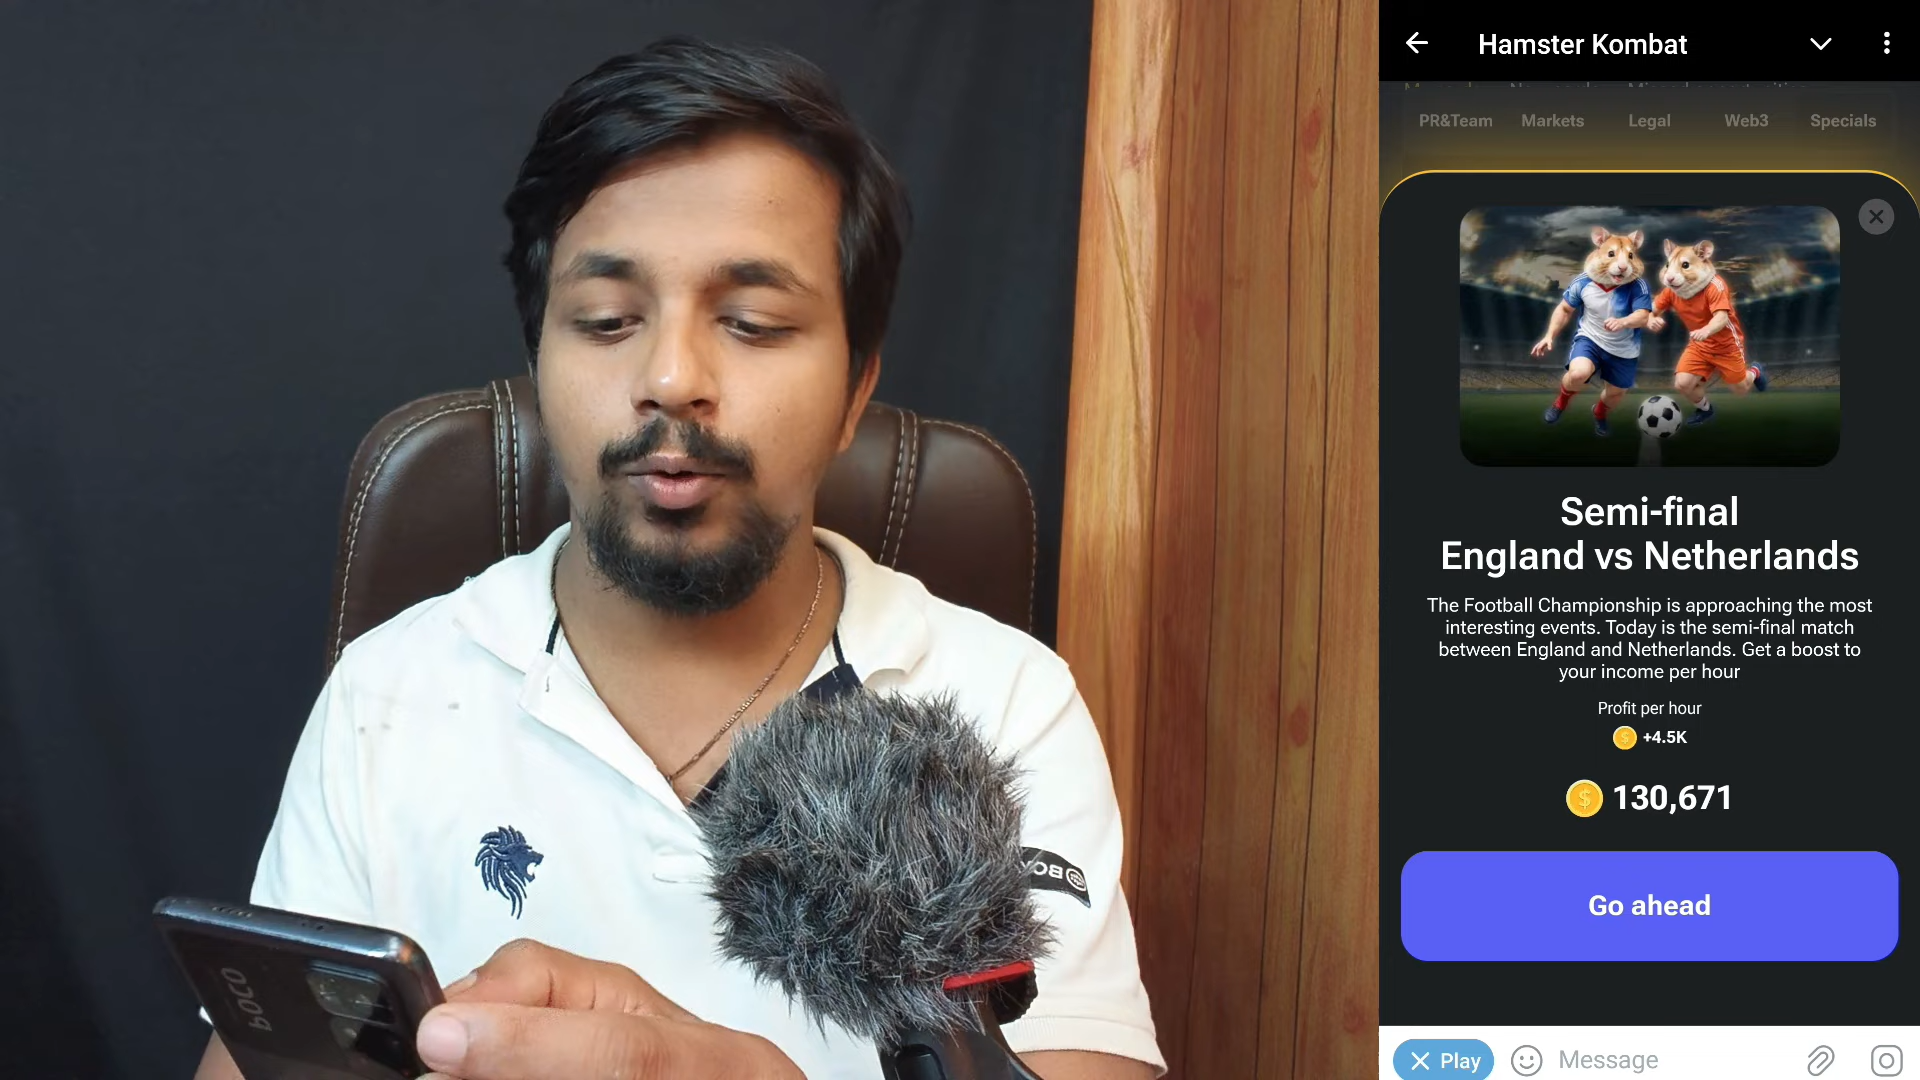 Hamster Kombat
PR&Team Markets Legal Web3 Specials
Semi-final
England vs Netherlands
The Football Championship is approaching the most
interesting events. Today is the semi-final match
between England and Netherlands. Get a boost to
your income per hour
Profit per hour
+4.5K
130,671
Go ahead
Play
Message
POCO